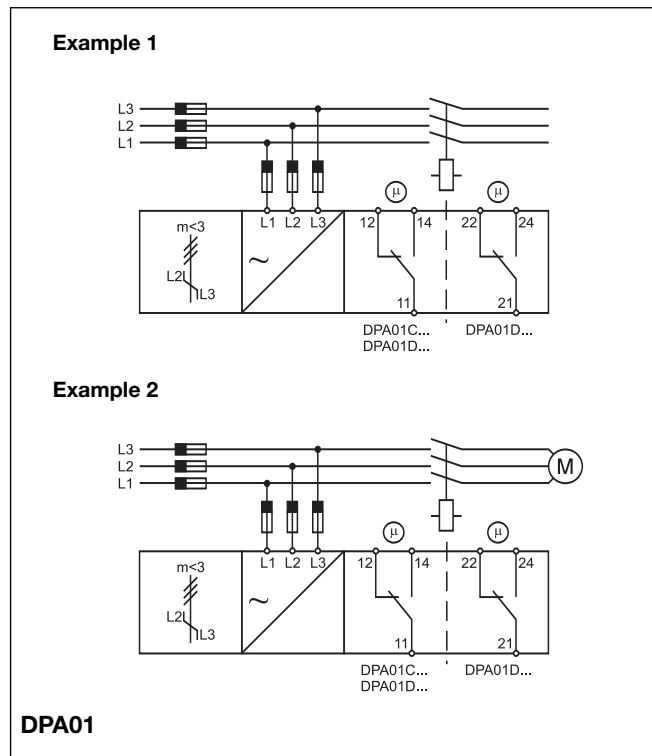 Example 1
L3
L2
L1
μ μ
L1 L2 L3 12 14 22 24
m<3
~
L2
L3
11 21
DPA01C... DPA01D...
DPA01D...
Example 2
L3
L2 M
L1
μ μ
L1 L2 L3 12 14 22 24
m<3
~
L2
L3
11 21
DPA01C... DPA01D...
DPA01D...
DPA01